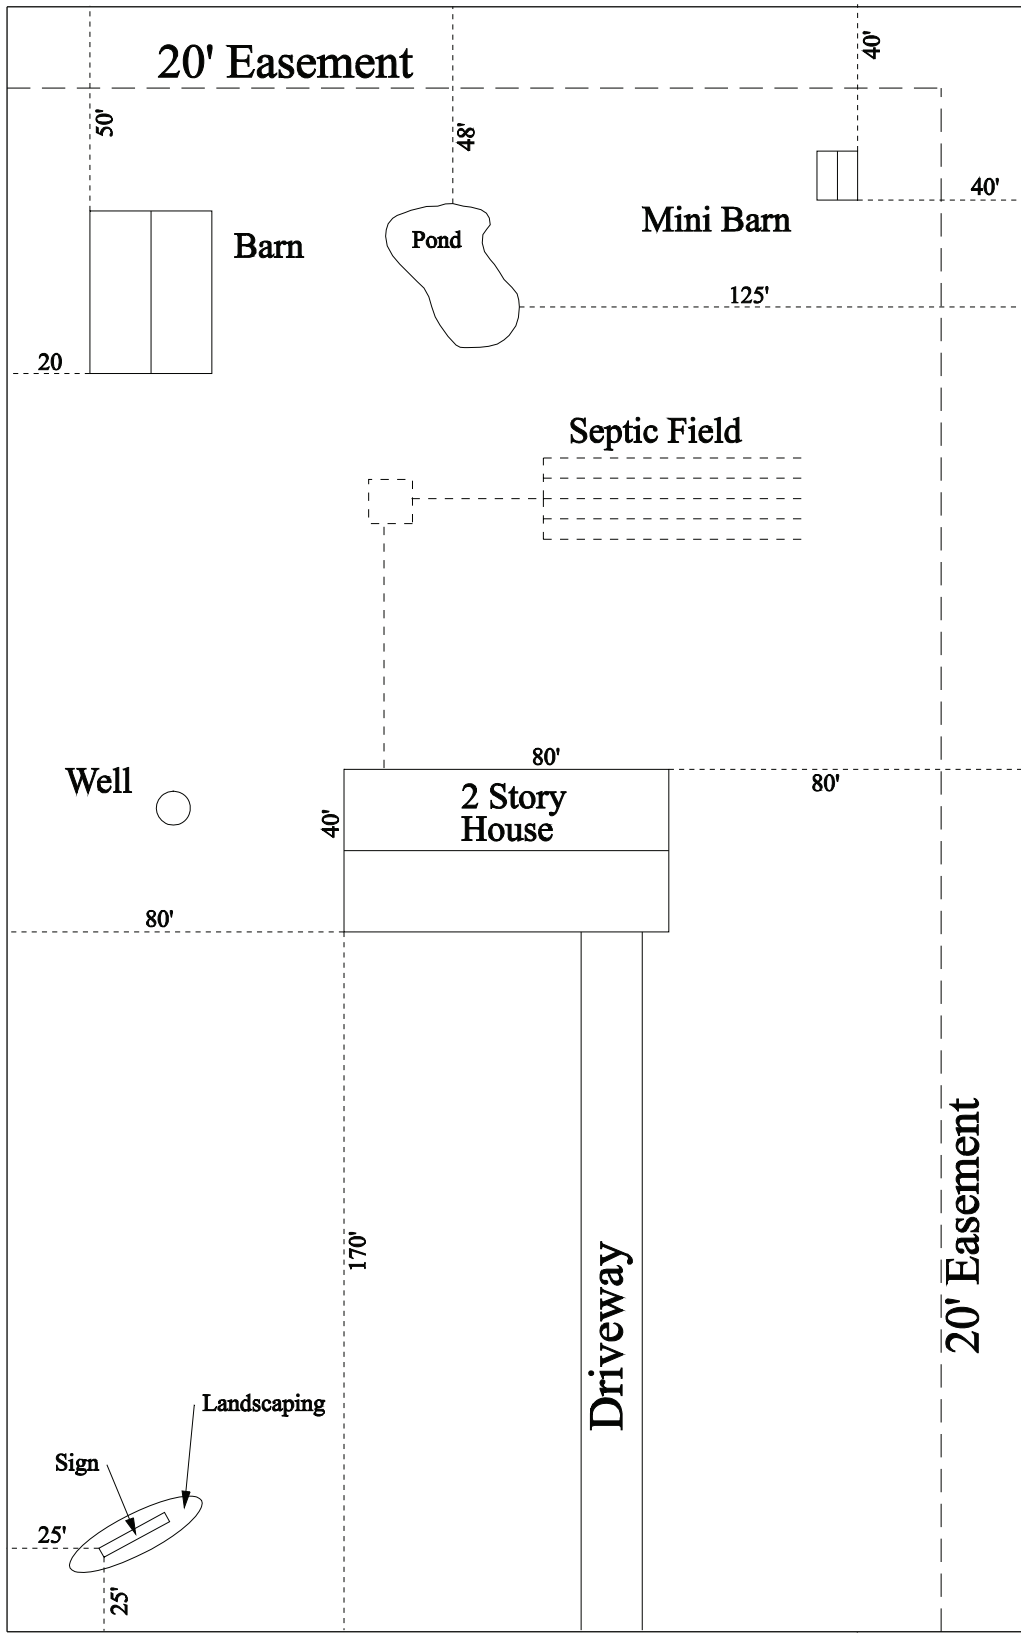 40'
20' Easement
50'
48'
40'
Mini Barn
Pond
Barn
125'
20
Septic Field
80'
Well
80'
2 Story
40'
House
80'
20' Easement
170'
Driveway
Landscaping
Sign
25'
25'